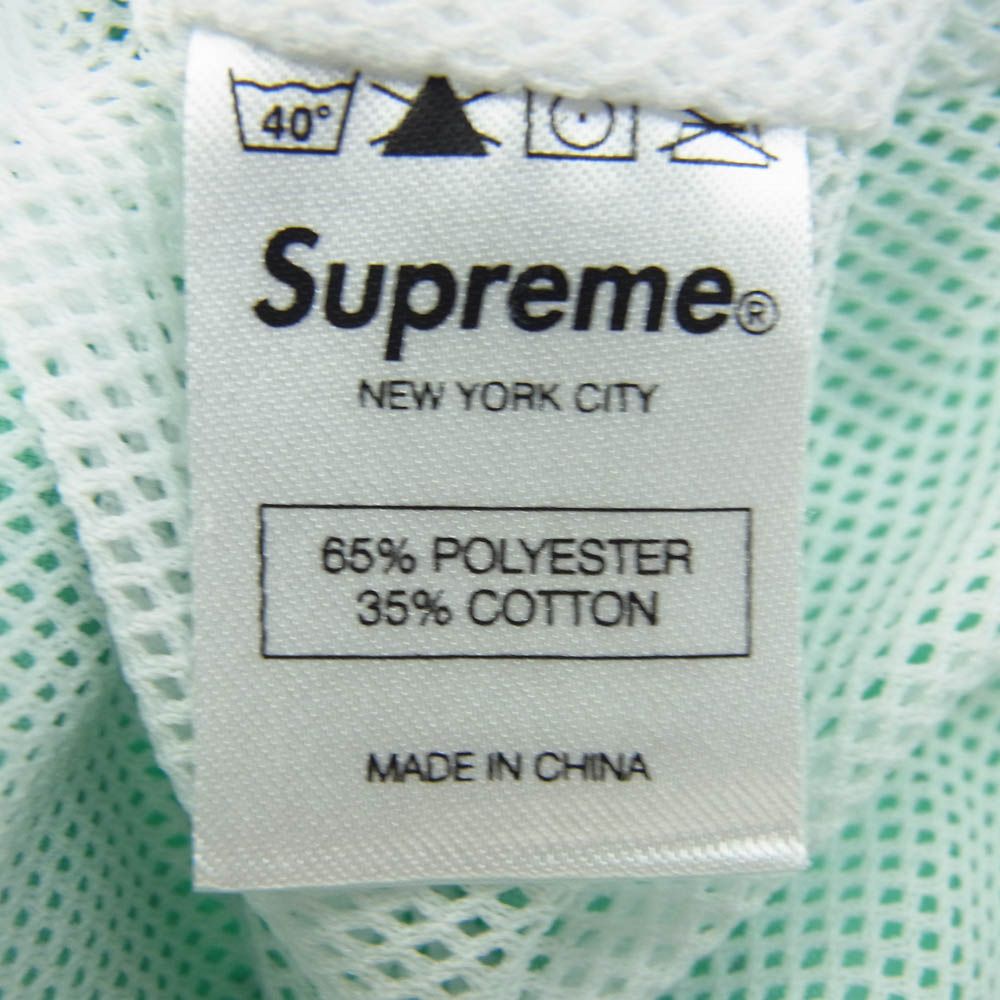 40°
Supreme®
NEW YORK CITY
65% POLYESTER
35% COTTON
MADE IN CHINA